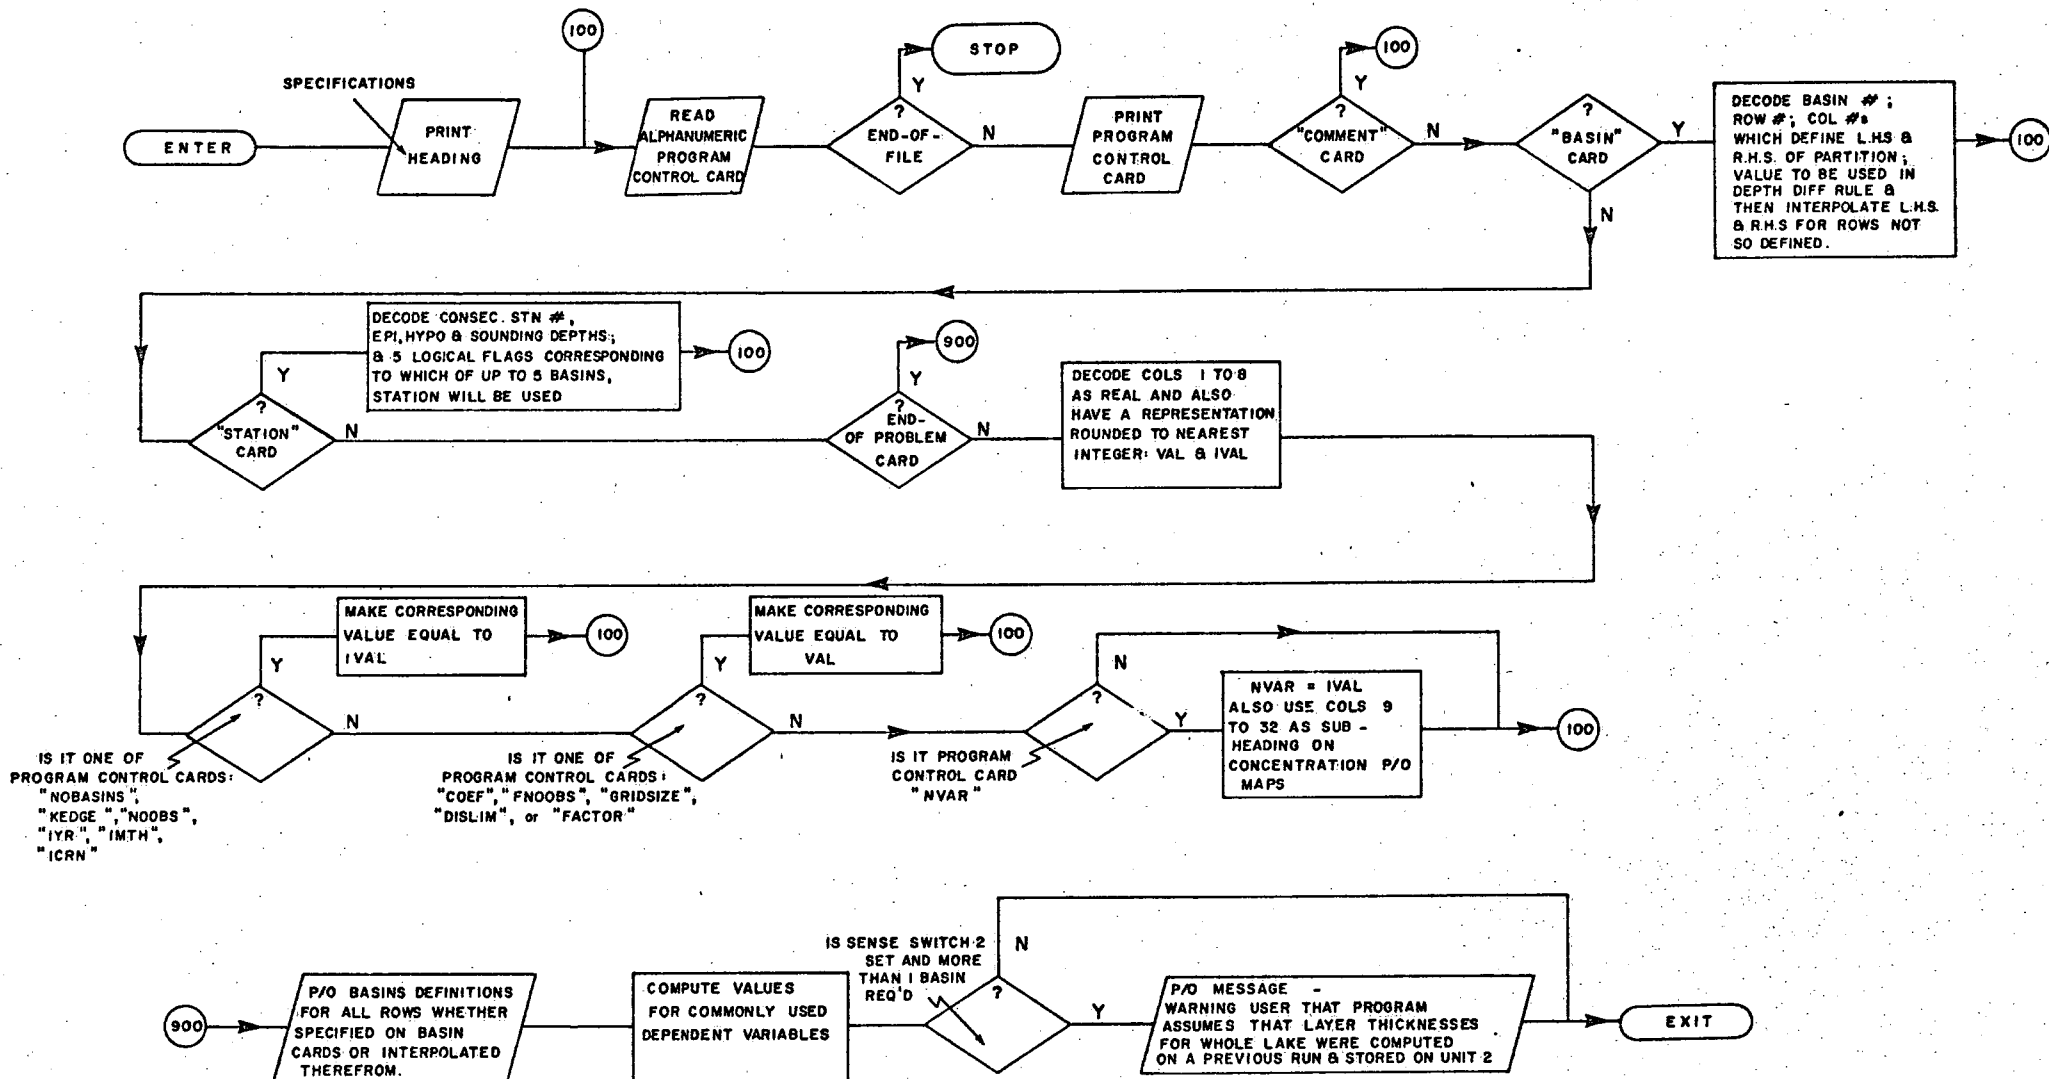 100
STOP
100
SPECIFICATIONS
Y
Y
ENTER
PRINT
HEADING
READ
ALPHANUMERIC
PROGRAM
CONTROL CARD
?
END-OF-
FILE
N
PRINT
PROGRAM
CONTROL
CARD
?
"COMMENT"
CARD
N
?
"BASIN"
CARD
Y
N
DECODE BASIN #;
ROW #; COL #s
WHICH DEFINE L.H.S &
R.H.S. OF PARTITION;
VALUE TO BE USED IN
DEPTH DIFF RULE &
THEN INTERPOLATE L.H.S.
& R.H.S FOR ROWS NOT
SO DEFINED.
100
DECODE CONSEC. STN #,
EPI, HYPO & SOUNDING DEPTHS;
& 5 LOGICAL FLAGS CORRESPONDING
TO WHICH OF UP TO 5 BASINS,
STATION WILL BE USED
100
Y
?
"STATION"
CARD
N
900
Y
?
END-
OF PROBLEM
CARD
N
DECODE COLS 1 TO 8
AS REAL AND ALSO
HAVE A REPRESENTATION
ROUNDED TO NEAREST
INTEGER: VAL & IVAL
MAKE CORRESPONDING
VALUE EQUAL TO
IVAL
100
Y
?
N
IS IT ONE OF
PROGRAM CONTROL CARDS:
"NOBASINS",
"KEDGE", "NOOBS",
"IYR", "IMTH",
"ICRN"
MAKE CORRESPONDING
VALUE EQUAL TO
VAL
100
Y
?
N
IS IT ONE OF
PROGRAM CONTROL CARDS:
"COEF", "FNOOBS", "GRIDSIZE",
"DISLIM", or "FACTOR"
N
?
Y
IS IT PROGRAM
CONTROL CARD
"NVAR"
NVAR = IVAL
ALSO USE COLS 9
TO 32 AS SUB-
HEADING ON
CONCENTRATION P/O
MAPS
100
900
P/O BASINS DEFINITIONS
FOR ALL ROWS WHETHER
SPECIFIED ON BASIN
CARDS OR INTERPOLATED
THEREFROM.
COMPUTE VALUES
FOR COMMONLY USED
DEPENDENT VARIABLES
IS SENSE SWITCH 2
SET AND MORE
THAN 1 BASIN
REQ'D
N
?
Y
P/O MESSAGE -
WARNING USER THAT PROGRAM
ASSUMES THAT LAYER THICKNESSES
FOR WHOLE LAKE WERE COMPUTED
ON A PREVIOUS RUN & STORED ON UNIT 2
EXIT